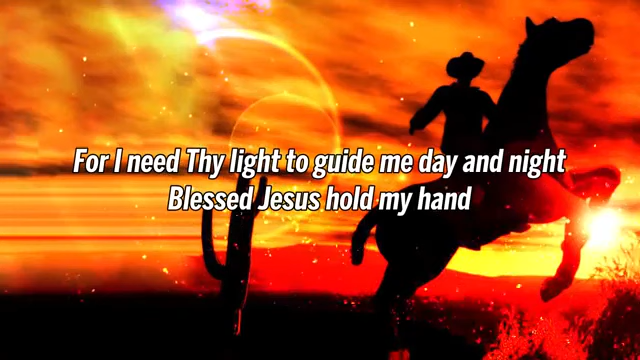 For I need Thy light to guide me day and night
Blessed Jesus hold my hand